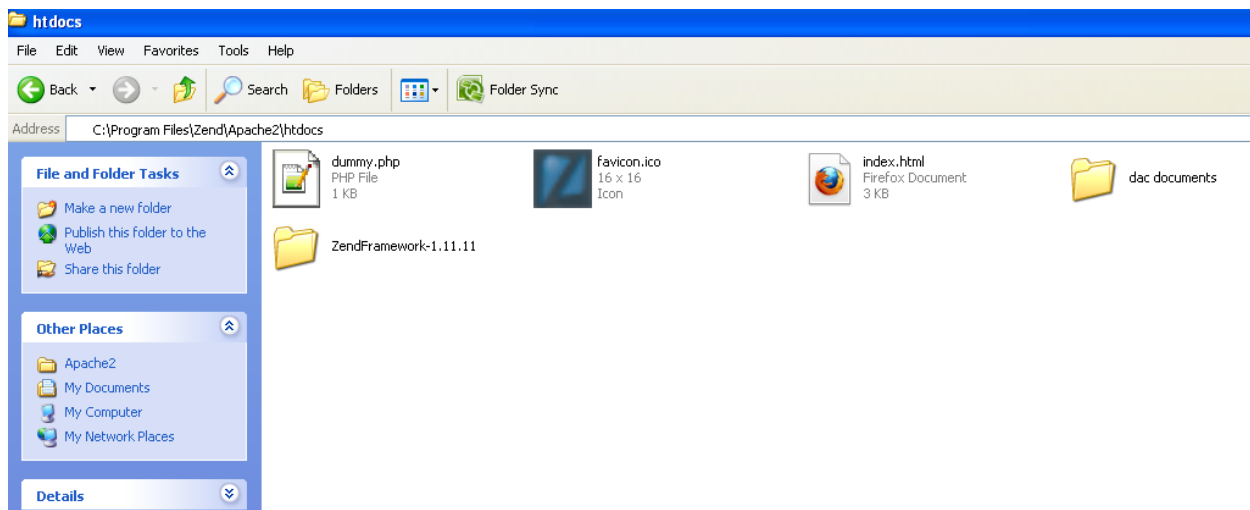 htdocs
File Edit View Favorites Tools Help
Back Search Folders Folder Sync
Address C:\Program Files\Zend\Apache2\htdocs
File and Folder Tasks
Make a new folder
Publish this folder to the
Web
Share this folder
Other Places
Apache2
My Documents
My Computer
My Network Places
Details
dummy.php
PHP File
1 KB
favicon.ico
16 x 16
Icon
index.html
Firefox Document
3 KB
dac documents
ZendFramework-1.11.11